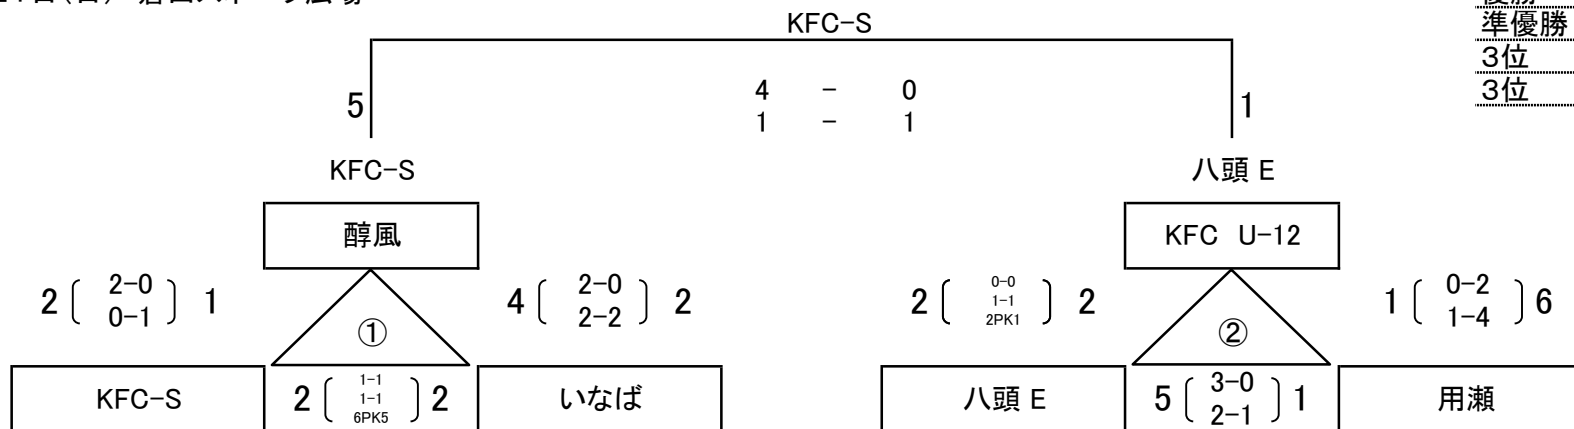 KFC-S
準優勝
3位
3位
5
4 - 0
1 - 1
1
KFC-S
八頭 E
醇風
KFC U-12
2 ( 2-0 0-1 ) 1
4 ( 2-0 2-2 ) 2
2 ( 0-0 1-1 2PK1 ) 2
1 ( 0-2 1-4 ) 6
①
②
KFC-S
2 ( 1-1 1-1 6PK5 ) 2
いなば
八頭 E
5 ( 3-0 2-1 ) 1
用瀬